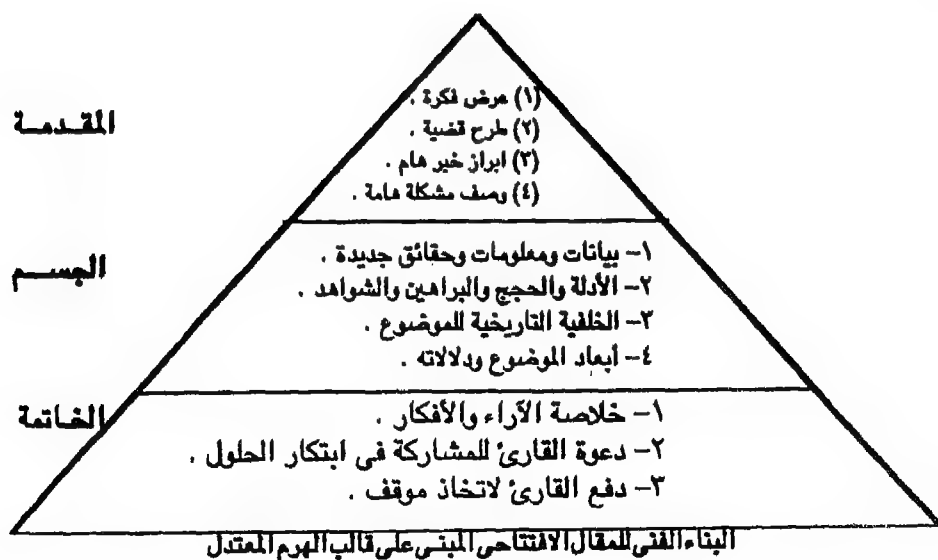 المقدمة
(١) عرض فكرة .
(٢) طرح قضية .
(٣) ابراز خبر هام .
(٤) وصف مشكلة هامة .
الجسم
١- بيانات ومعلومات وحقائق جديدة .
٢- الأدلة والحجج والبراهين والشواهد .
٣- الخلفية التاريخية للموضوع .
٤- أبعاد الموضوع ودلالاته .
الخاتمة
١- خلاصة الآراء والأفكار .
٢- دعوة القارئ للمشاركة فى ابتكار الحلول .
٣- دفع القارئ لاتخاذ موقف .
البناء الفنى للمقال الافتتاحى المبنى على قالب الهرم المعتدل